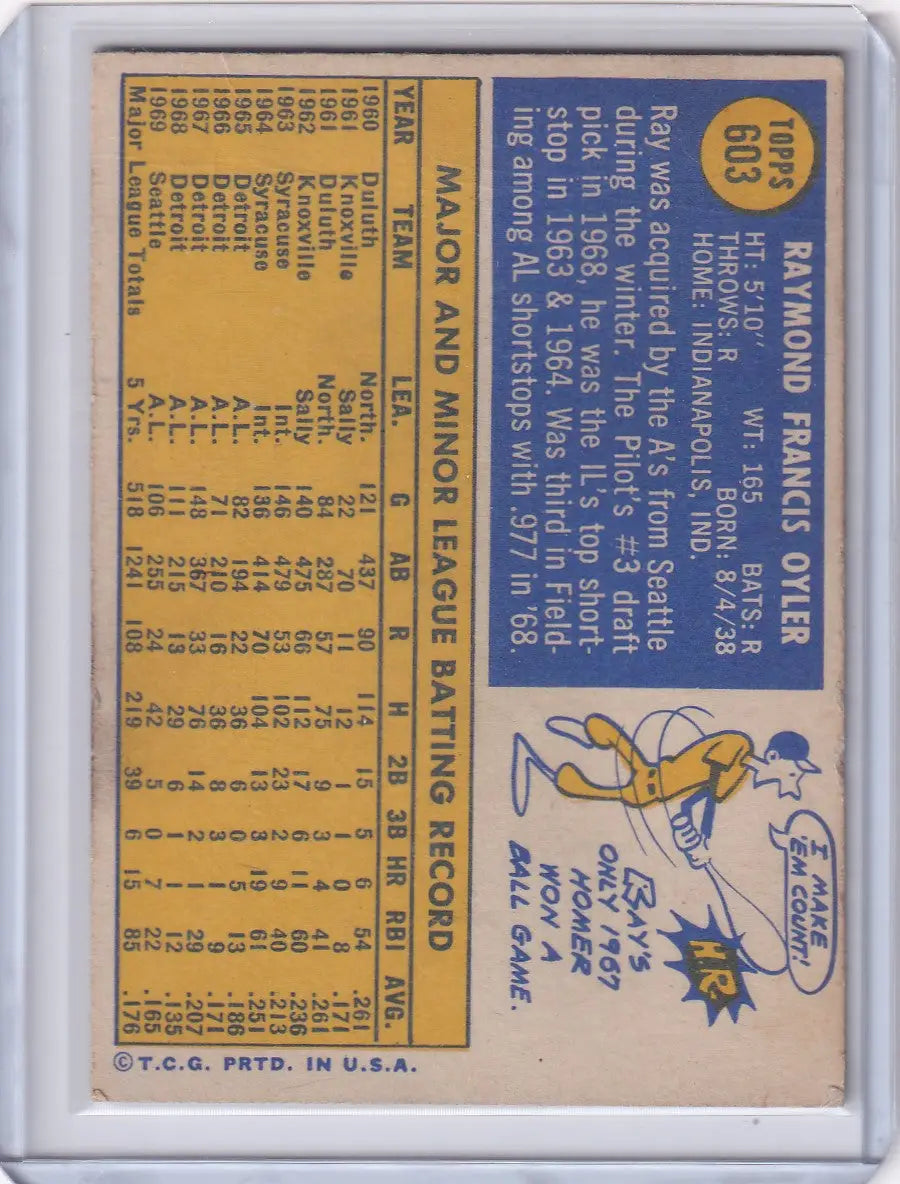 TOPPS
603
RAYMOND FRANCIS OYLER
HT: 5'10" WT: 165 BATS: R
THROWS: R BORN: 8/4/38
HOME: INDIANAPOLIS, IND.
Ray was acquired by the A's from Seattle
during the winter. The Pilot's #3 draft
pick in 1968, he was the IL's top short-
stop in 1963 & 1964. Was third in Field-
ing among AL shortstops with .977 in '68.
I MAKE
'EM COUNT!
H.R.
RAY'S
ONLY 1967
HOMER
WON A
BALL GAME.
MAJOR AND MINOR LEAGUE BATTING RECORD
YEAR TEAM LEA. G AB R H 2B 3B HR RBI AVG.
1960 Duluth North. 121 437 90 114 15 5 6 54 .261
1961 Knoxville Sally 22 70 11 12 1 1 0 8 .171
1961 Duluth North. 84 287 57 75 9 3 4 41 .261
1962 Knoxville Sally 140 475 66 112 17 6 11 60 .236
1963 Syracuse Int. 146 479 53 102 23 2 9 40 .213
1964 Syracuse Int. 136 414 70 104 13 3 19 61 .251
1965 Detroit A.L. 82 194 22 36 6 0 5 13 .186
1966 Detroit A.L. 71 210 16 36 8 3 1 9 .171
1967 Detroit A.L. 148 367 33 76 14 2 1 29 .207
1968 Detroit A.L. 111 215 13 29 6 1 1 12 .135
1969 Seattle A.L. 106 255 24 42 5 0 7 22 .165
Major League Totals 5 Yrs. 518 1241 108 219 39 6 15 85 .176
© T.C.G. PRTD. IN U.S.A.